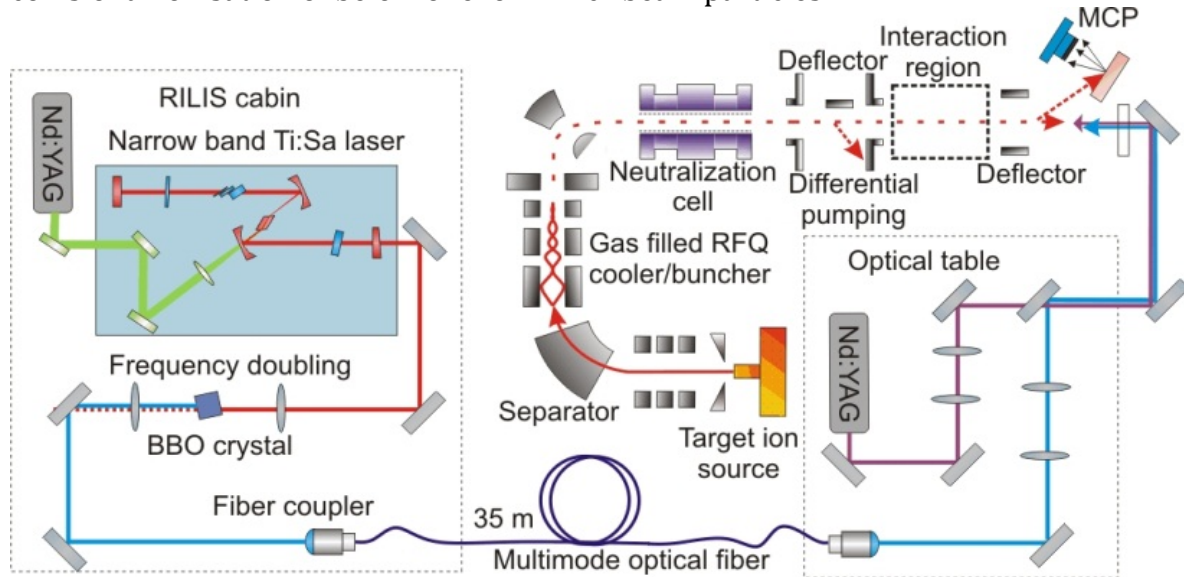 MCP
Interaction
region
Deflector
RILIS cabin
Nd:YAG
Narrow band Ti:Sa laser
Neutralization
cell
Differential
pumping
Deflector
Gas filled RFQ
cooler/buncher
Optical table
Nd:YAG
Frequency doubling
BBO crystal
Separator
Target ion
source
Fiber coupler
35 m
Multimode optical fiber